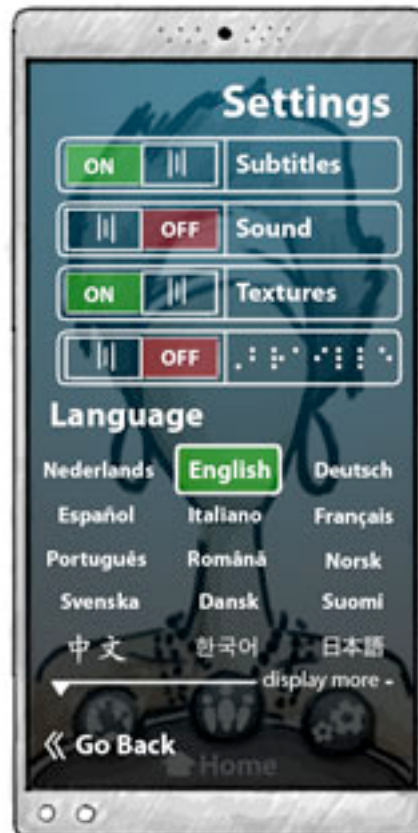 Settings
ON Subtitles
OFF Sound
ON Textures
OFF
Language
Nederlands English Deutsch
Español Italiano Français
Português Română Norsk
Svenska Dansk Suomi
中文 한국어 日本語
display more -
« Go Back
Home